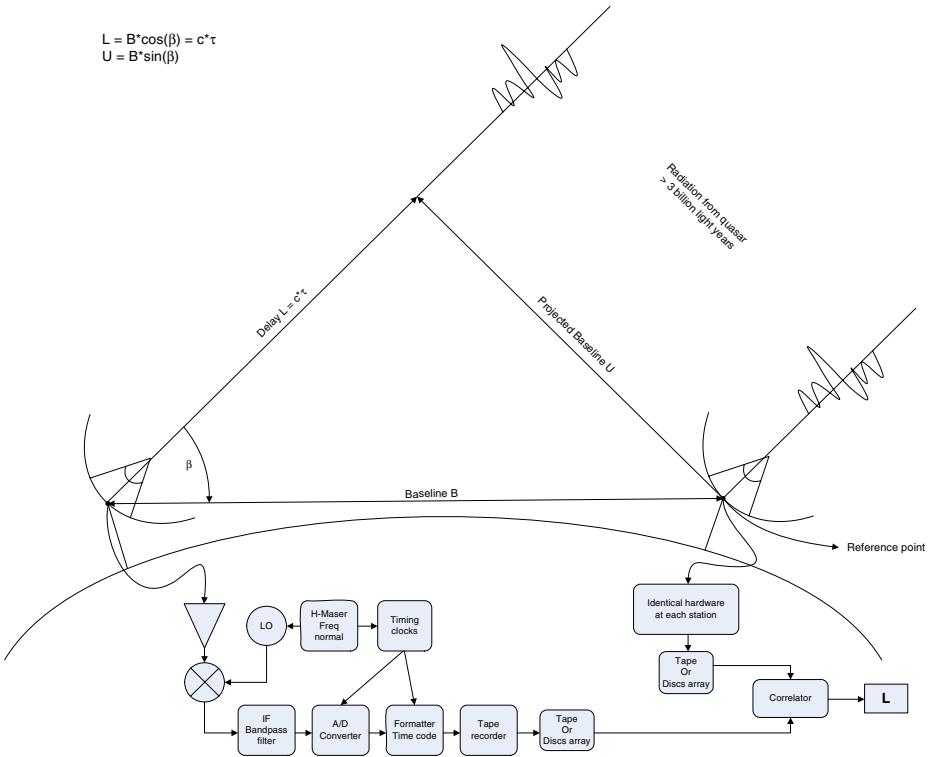 L = B*cos(β) = c*τ
U = B*sin(β)
Radiation from quasar
> 3 billion light years
Delay L = c*τ
Projected Baseline U
β
Baseline B
Reference point
LO
H-Maser
Freq
normal
Timing
clocks
Identical hardware
at each station
Tape
Or
Discs array
Correlator
L
IF
Bandpass
filter
A/D
Converter
Formatter
Time code
Tape
recorder
Tape
Or
Discs array